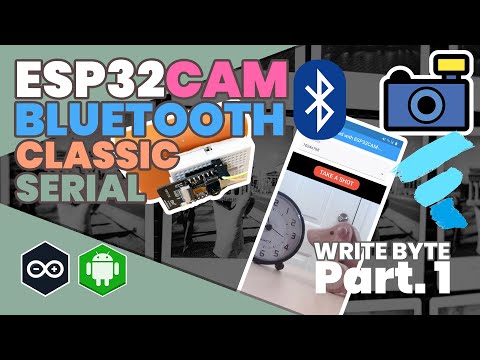 ESP32CAM
BLUETOOTH
CLASSIC
SERIAL
TAKE A SHOT
WRITE BYTE
Part. 1